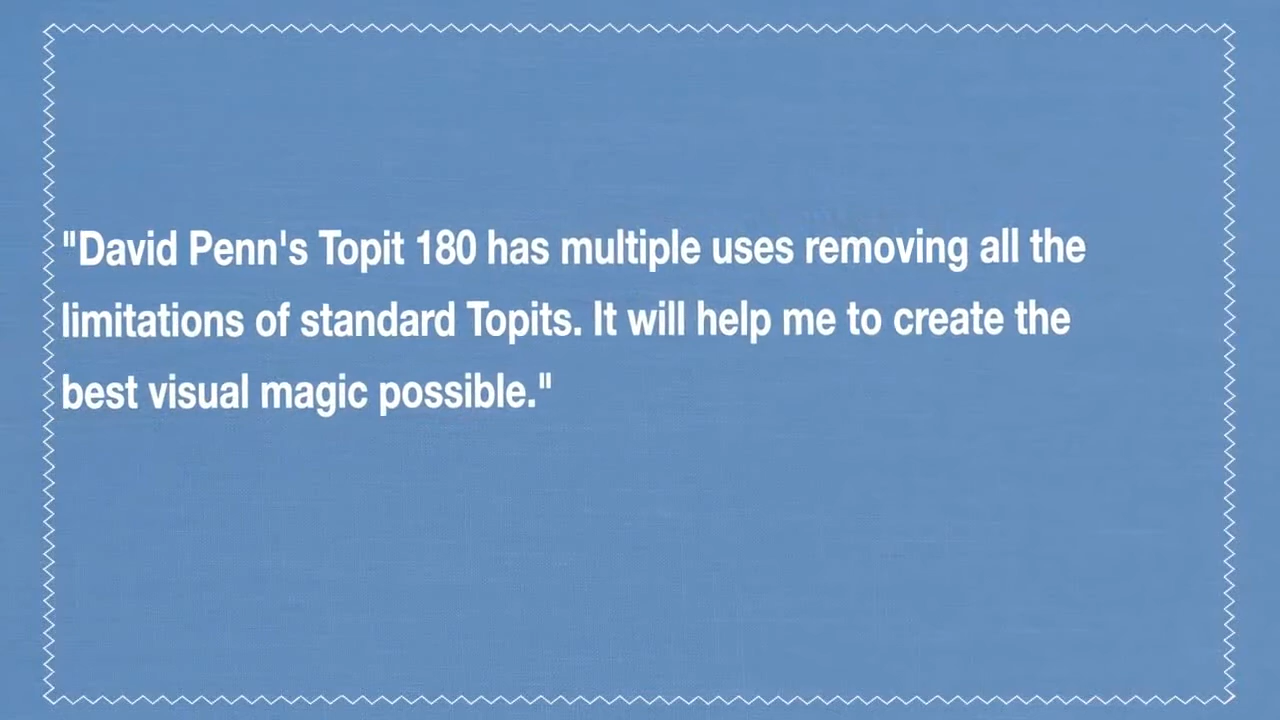 "David Penn's Topit 180 has multiple uses removing all the
limitations of standard Topits. It will help me to create the
best visual magic possible."